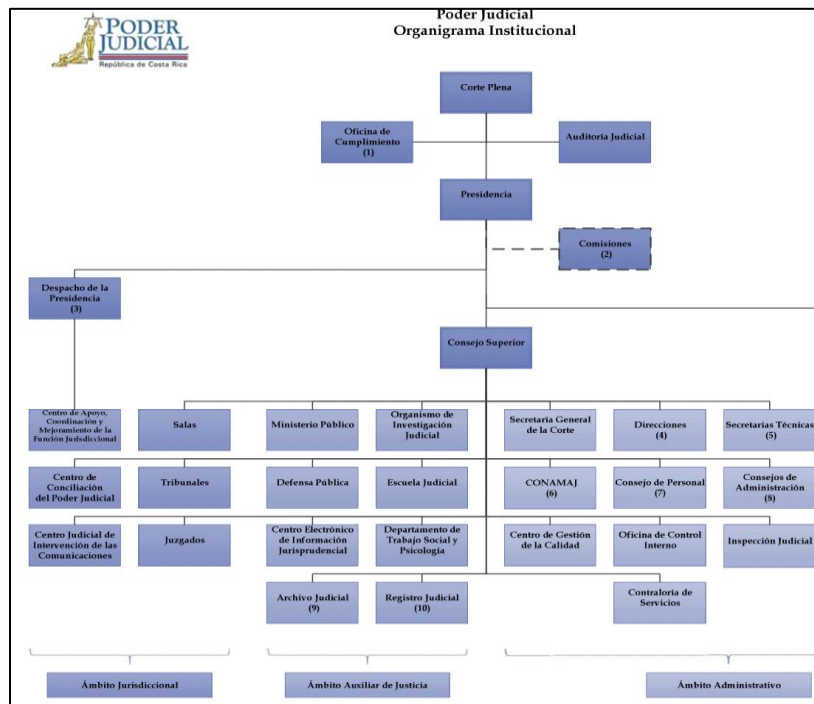 PODER
JUDICIAL
República de Costa Rica
Poder Judicial
Organigrama Institucional
Corte Plena
Oficina de
Cumplimiento
(1)
Auditoría Judicial
Presidencia
Comisiones
(2)
Despacho de la
Presidencia
(3)
Consejo Superior
Centro de Apoyo,
Coordinación y
Mejoramiento de la
Función Jurisdiccional
Salas
Ministerio Público
Organismo de
Investigación
Judicial
Secretaría General
de la Corte
Direcciones
(4)
Secretarías Técnicas
(5)
Centro de
Conciliación
del Poder Judicial
Tribunales
Defensa Pública
Escuela Judicial
CONAMAJ
(6)
Consejo de Personal
(7)
Consejos de
Administración
(8)
Centro Judicial de
Intervención de las
Comunicaciones
Juzgados
Centro Electrónico
de Información
Jurisprudencial
Departamento de
Trabajo Social y
Psicología
Centro de Gestión
de la Calidad
Oficina de Control
Interno
Inspección Judicial
Archivo Judicial
(9)
Registro Judicial
(10)
Contraloría de
Servicios
Ámbito Jurisdiccional
Ámbito Auxiliar de Justicia
Ámbito Administrativo